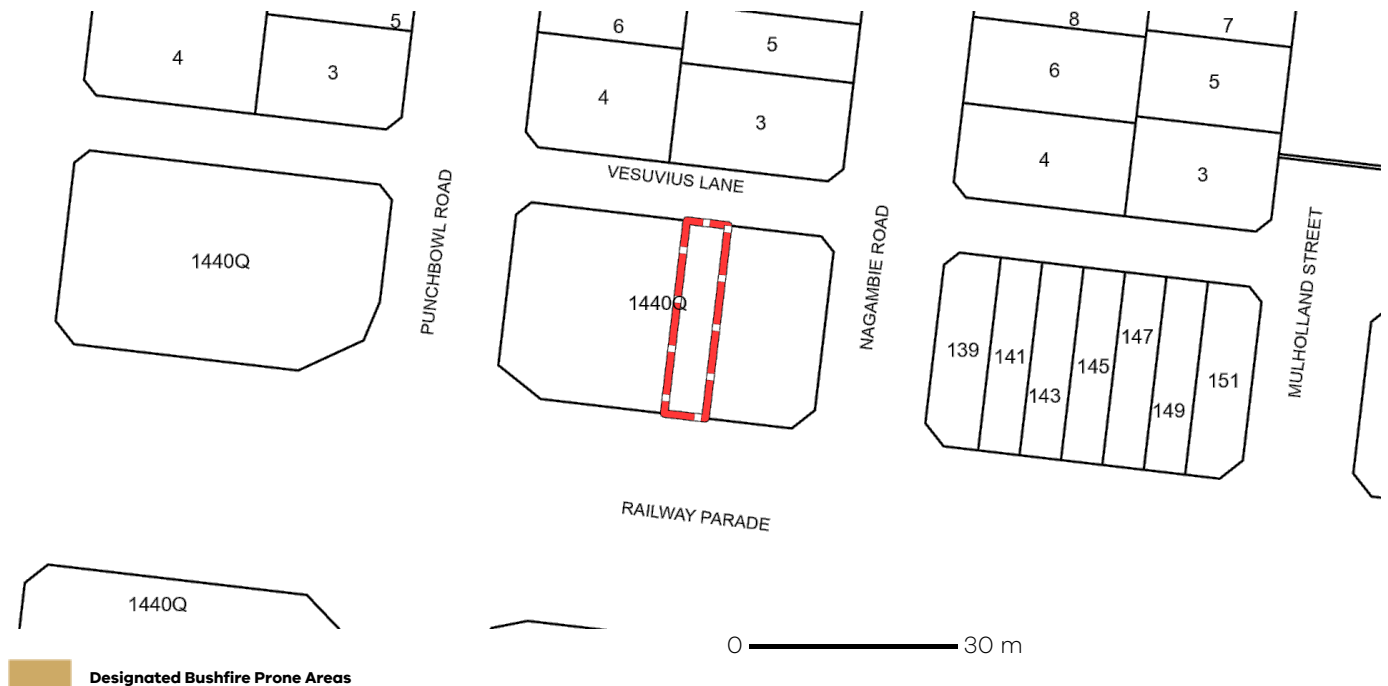 5
4
3
6
5
4
3
8
7
6
5
4
3
VESUVIUS LANE
PUNCHBOWL ROAD
NAGAMBIE ROAD
MULHOLLAND STREET
1440Q
1440Q
139
141
143
145
147
149
151
RAILWAY PARADE
1440Q
0 30 m
Designated Bushfire Prone Areas